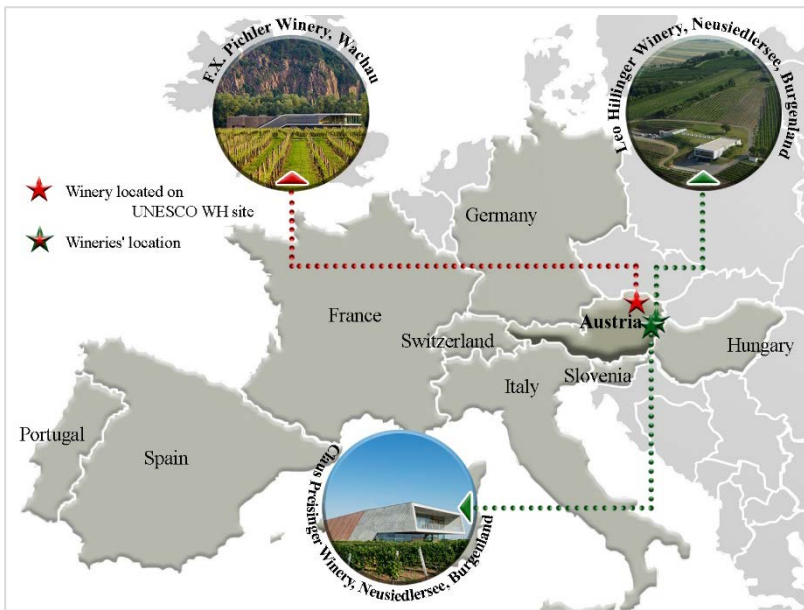 F.X. Pichler Winery, Wachau
Leo Hillinger Winery, Neusiedlersee, Burgenland
Winery located on
UNESCO WH site
Wineries' location
Germany
France
Austria
Switzerland
Hungary
Slovenia
Italy
Portugal
Spain
Claus Preisinger Winery, Neusiedlersee, Burgenland